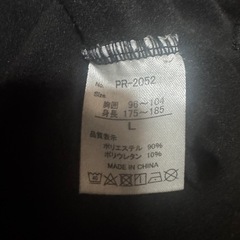 No. PR-2052
Size
胸囲 96-104
身長 175-185
L
品質表示
ポリエステル 90%
ポリウレタン 10%
MADE IN CHINA